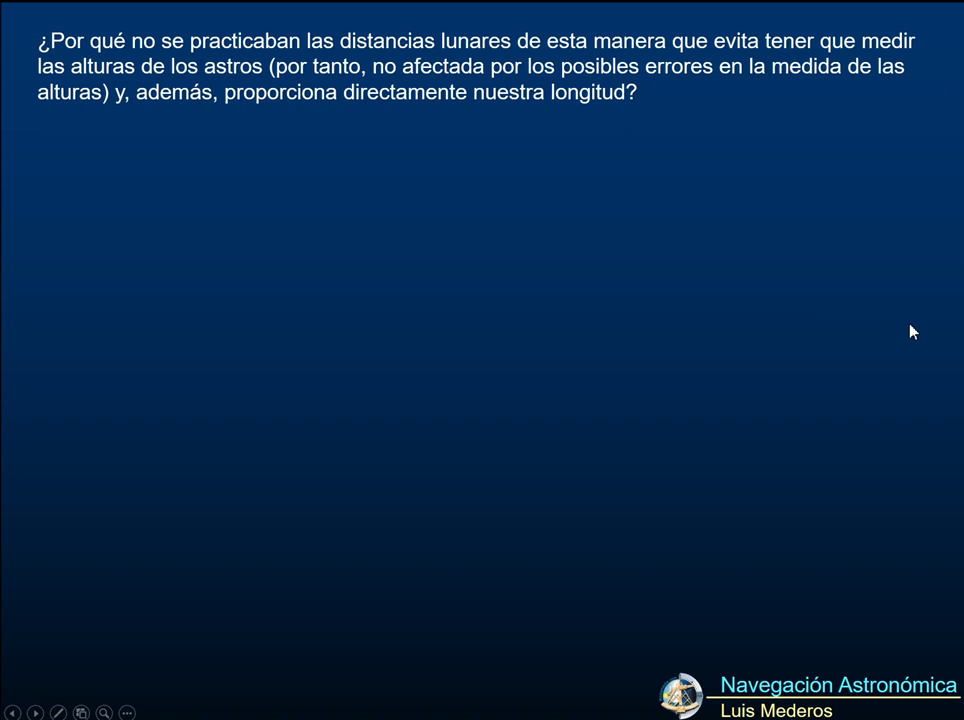 ¿Por qué no se practicaban las distancias lunares de esta manera que evita tener que medir
las alturas de los astros (por tanto, no afectada por los posibles errores en la medida de las
alturas) y, además, proporciona directamente nuestra longitud?
Navegación Astronómica
Luis Mederos